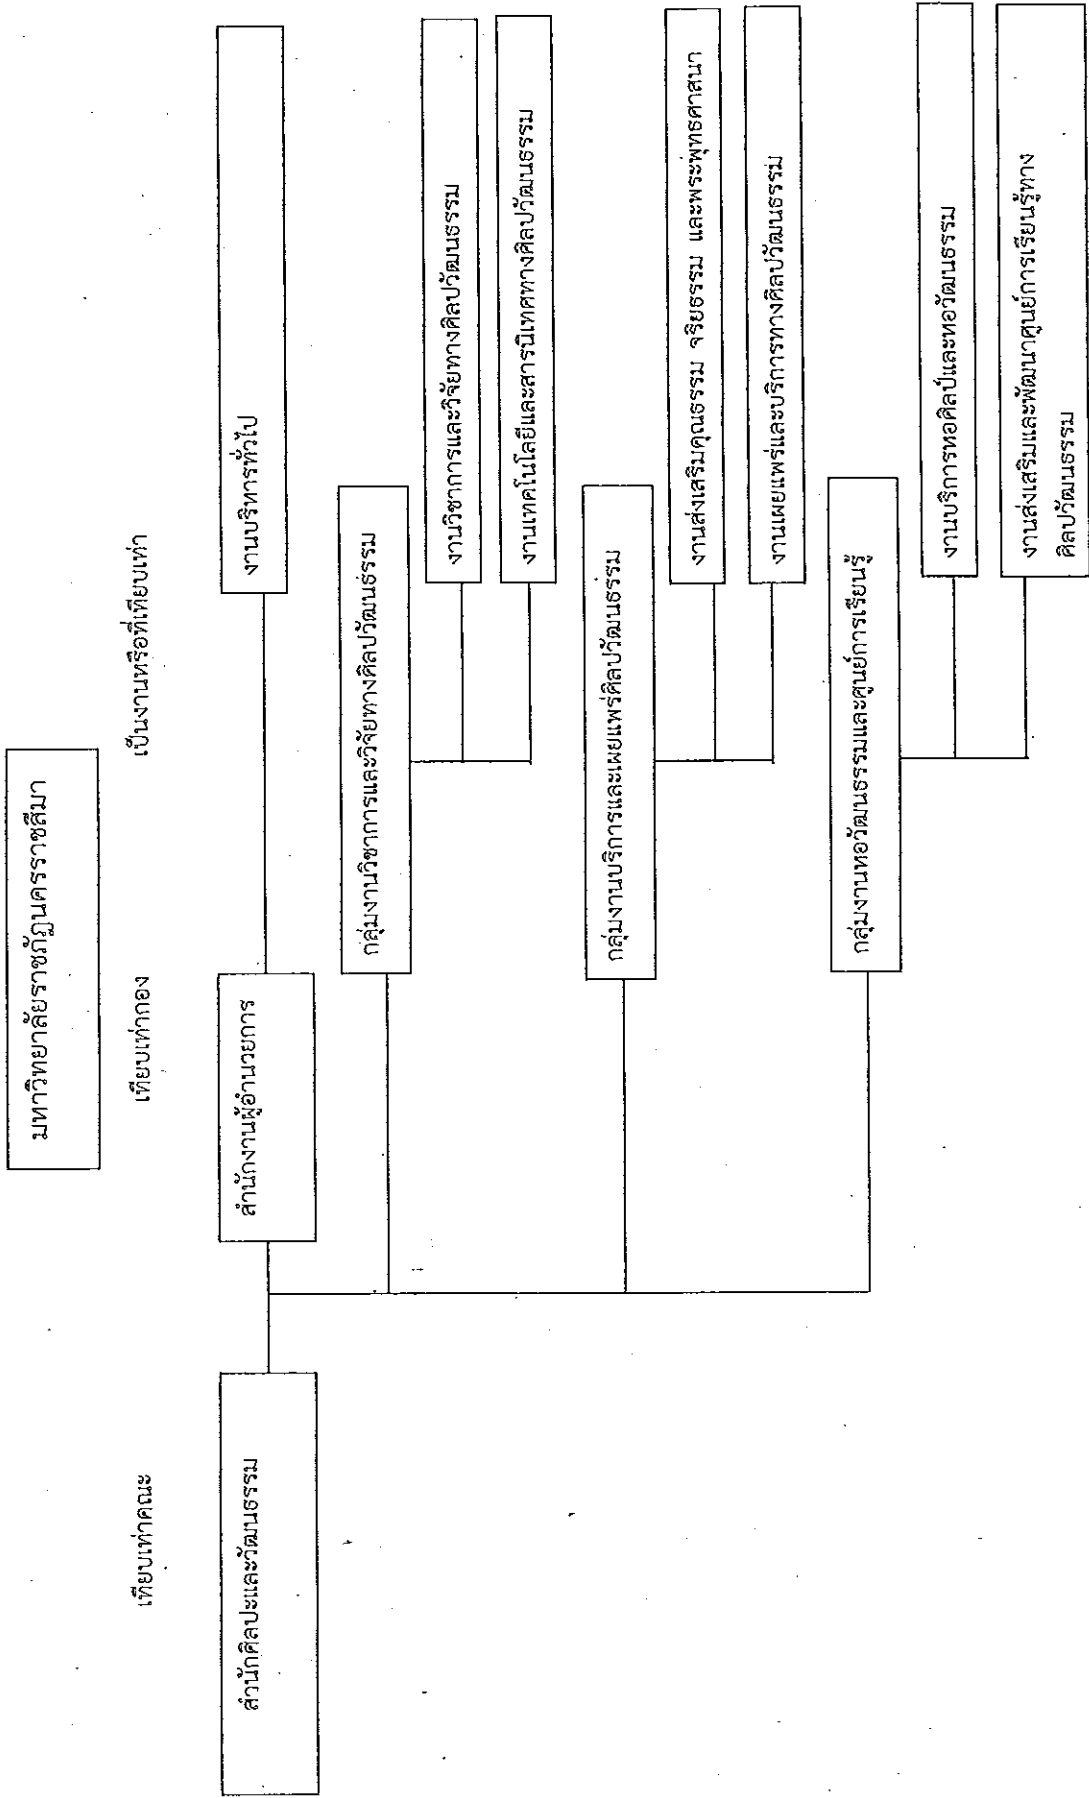 มหาวิทยาลัยราชภัฏนครราชสีมา
เทียบเท่าคณะ
เทียบเท่ากอง
เป็นงานหรือที่เทียบเท่า
สำนักศิลปะและวัฒนธรรม
สำนักงานผู้อำนวยการ
งานบริหารทั่วไป
กลุ่มงานวิชาการและวิจัยทางศิลปวัฒนธรรม
งานวิชาการและวิจัยทางศิลปวัฒนธรรม
งานเทคโนโลยีและสารนิเทศทางศิลปวัฒนธรรม
กลุ่มงานบริการและเผยแพร่ศิลปวัฒนธรรม
งานส่งเสริมคุณธรรม จริยธรรม และพระพุทธศาสนา
งานเผยแพร่และบริการทางศิลปวัฒนธรรม
กลุ่มงานหอวัฒนธรรมและศูนย์การเรียนรู้
งานบริการหอศิลป์และหอวัฒนธรรม
งานส่งเสริมและพัฒนาศูนย์การเรียนรู้ทาง
ศิลปวัฒนธรรม